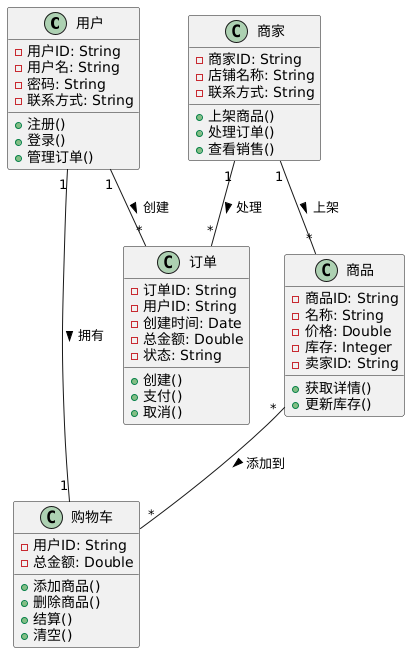 C 用户
用户ID: String
用户名: String
密码: String
联系方式: String
注册()
登录()
管理订单()
C 商家
商家ID: String
店铺名称: String
联系方式: String
上架商品()
处理订单()
查看销售()
1
1
1
1
创建
处理
上架
*
*
*
C 订单
订单ID: String
用户ID: String
创建时间: Date
总金额: Double
状态: String
创建()
支付()
取消()
C 商品
商品ID: String
名称: String
价格: Double
库存: Integer
卖家ID: String
获取详情()
更新库存()
拥有
*
添加到
1
*
C 购物车
用户ID: String
总金额: Double
添加商品()
删除商品()
结算()
清空()